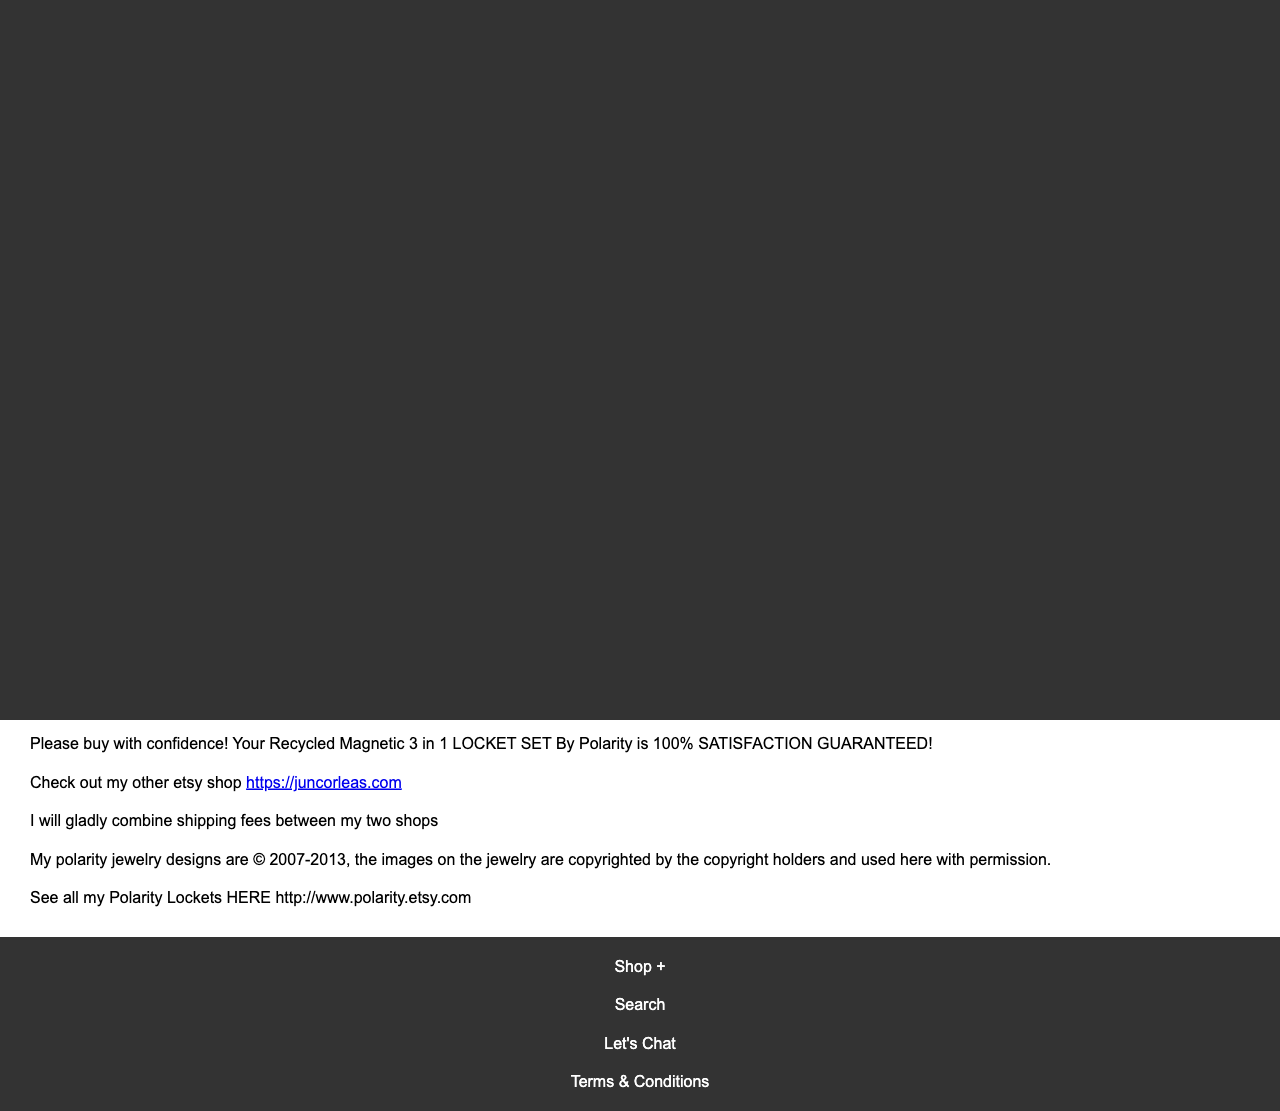 Please buy with confidence! Your Recycled Magnetic 3 in 1 LOCKET SET By Polarity is 100% SATISFACTION GUARANTEED!
Check out my other etsy shop https://juncorleas.com
I will gladly combine shipping fees between my two shops
My polarity jewelry designs are © 2007-2013, the images on the jewelry are copyrighted by the copyright holders and used here with permission.
See all my Polarity Lockets HERE http://www.polarity.etsy.com
Shop +
Search
Let's Chat
Terms & Conditions